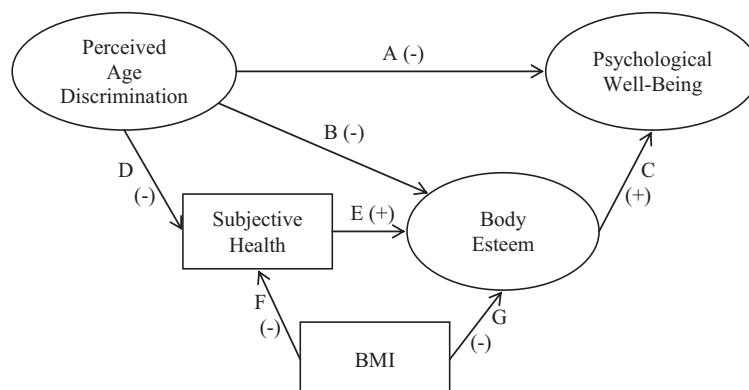 Perceived
Age
Discrimination
A (-)
Psychological
Well-Being
B (-)
D
(-)
C
(+)
Subjective
Health
E (+)
Body
Esteem
F
(-)
G
(-)
BMI